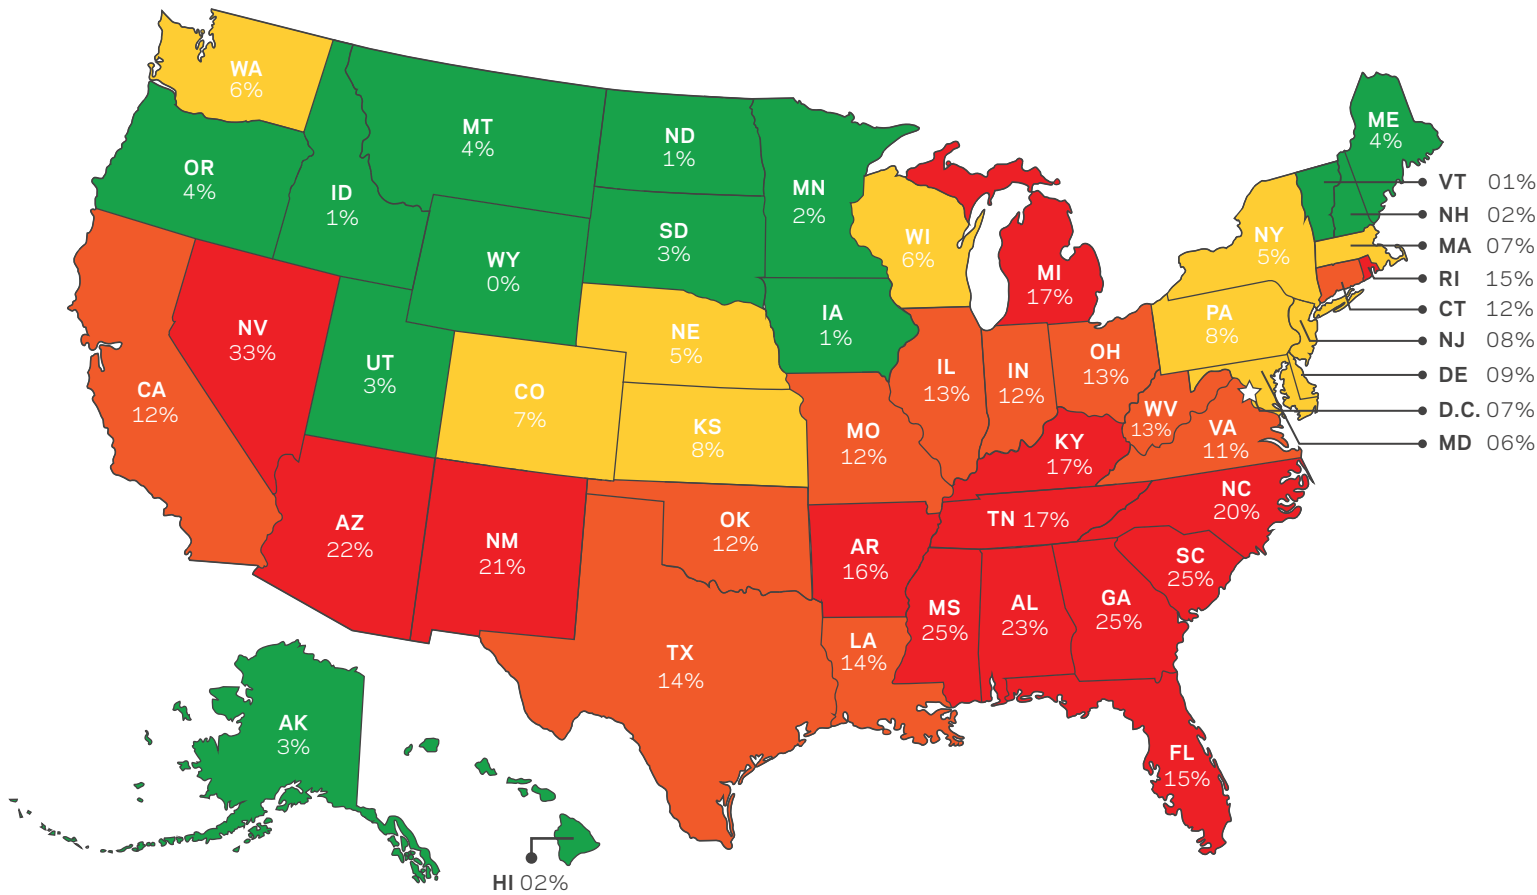 WA
6%
OR
4%
ID
1%
MT
4%
ND
1%
MN
2%
SD
3%
WY
0%
WI
6%
MI
17%
NY
5%
ME
4%
VT 01%
NH 02%
MA 07%
RI 15%
CT 12%
NJ 08%
DE 09%
D.C. 07%
MD 06%
CA
12%
NV
33%
UT
3%
CO
7%
NE
5%
KS
8%
IA
1%
MO
12%
IL
13%
IN
12%
OH
13%
PA
8%
WV
13%
VA
11%
KY
17%
NC
20%
TN 17%
SC
25%
AZ
22%
NM
21%
OK
12%
AR
16%
TX
14%
LA
14%
MS
25%
AL
23%
GA
25%
FL
15%
AK
3%
HI 02%